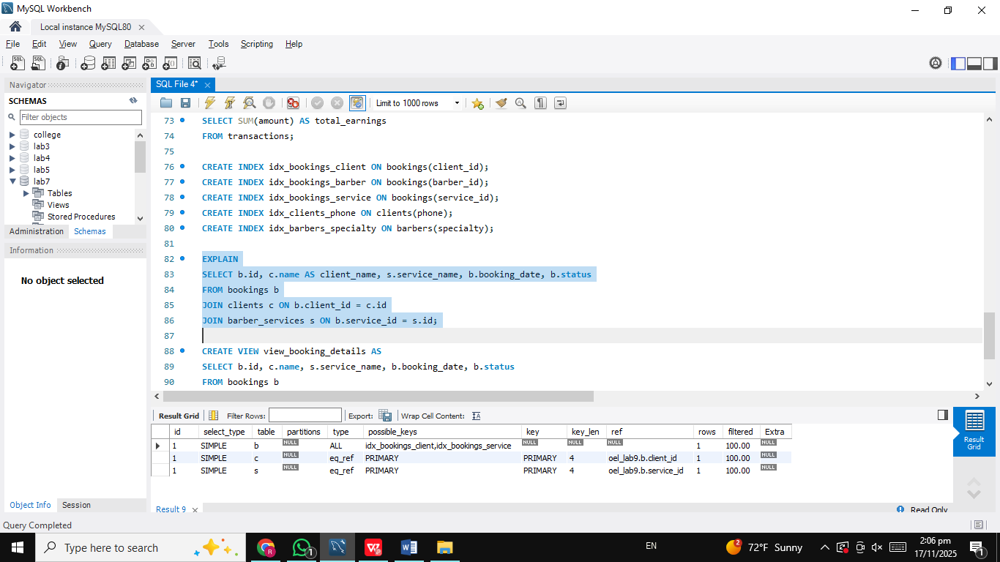 MySQL Workbench
Local instance MySQL80
File Edit View Query Database Server Tools Scripting Help
Navigator
SCHEMAS
Filter objects
college
lab3
lab4
lab5
lab7
Tables
Views
Stored Procedures
Administration Schemas
Information
No object selected
Object Info Session
SQL File 4*
Limit to 1000 rows
73 SELECT SUM(amount) AS total_earnings
74 FROM transactions;
75
76 CREATE INDEX idx_bookings_client ON bookings(client_id);
77 CREATE INDEX idx_bookings_barber ON bookings(barber_id);
78 CREATE INDEX idx_bookings_service ON bookings(service_id);
79 CREATE INDEX idx_clients_phone ON clients(phone);
80 CREATE INDEX idx_barbers_specialty ON barbers(specialty);
81
82 EXPLAIN
83 SELECT b.id, c.name AS client_name, s.service_name, b.booking_date, b.status
84 FROM bookings b
85 JOIN clients c ON b.client_id = c.id
86 JOIN barber_services s ON b.service_id = s.id;
87
88 CREATE VIEW view_booking_details AS
89 SELECT b.id, c.name, s.service_name, b.booking_date, b.status
90 FROM bookings b
Result Grid Filter Rows: Export: Wrap Cell Content:
id select_type table partitions type possible_keys key key_len ref rows filtered Extra
1 SIMPLE b NULL ALL idx_bookings_client,idx_bookings_service NULL NULL NULL 1 100.00 NULL
1 SIMPLE c NULL eq_ref PRIMARY PRIMARY 4 oel_lab9.b.client_id 1 100.00 NULL
1 SIMPLE s NULL eq_ref PRIMARY PRIMARY 4 oel_lab9.b.service_id 1 100.00 NULL
Result Grid
Result 9
Read Only
Query Completed
Type here to search
EN
72°F Sunny
2:06 pm
17/11/2025